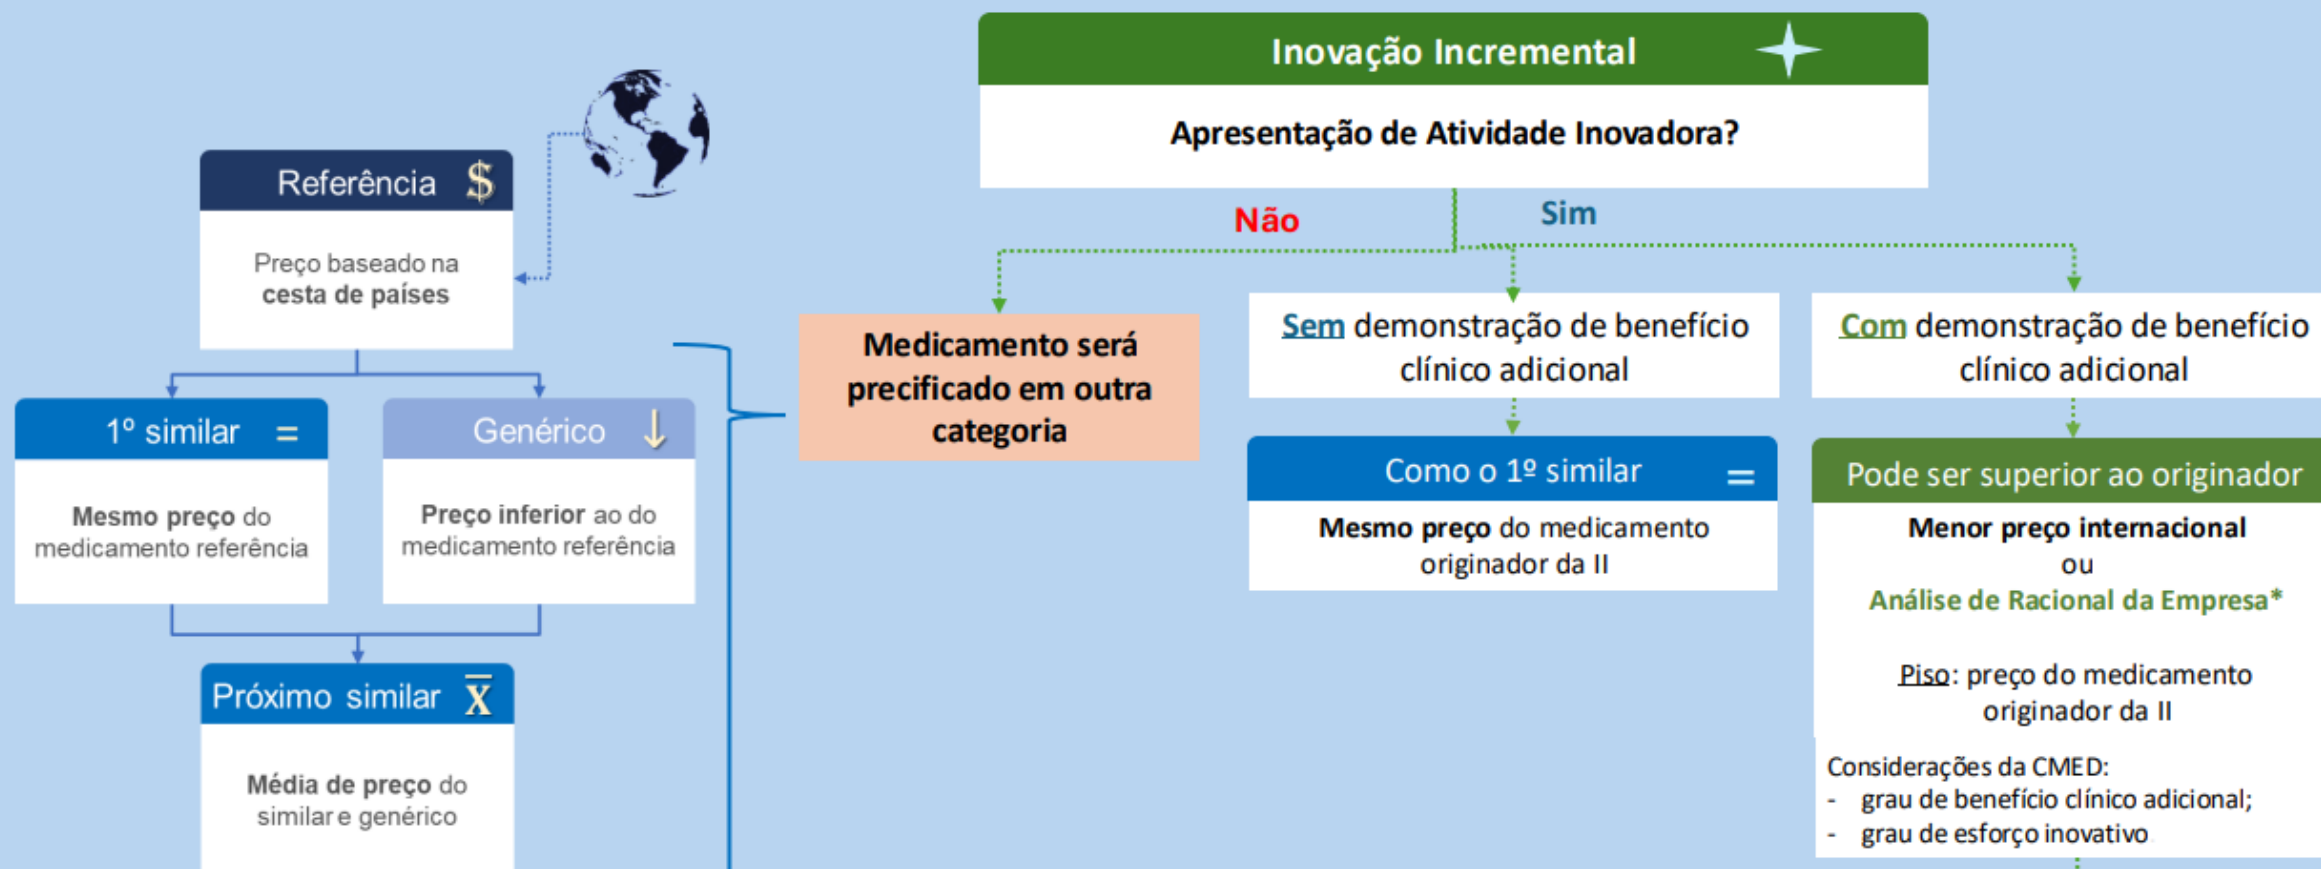 Referência $
Preço baseado na
cesta de países
1º similar =
Mesmo preço do
medicamento referência
Genérico ↓
Preço inferior ao do
medicamento referência
Próximo similar x̅
Média de preço do
similar e genérico
Inovação Incremental
Apresentação de Atividade Inovadora?
Não
Sim
Medicamento será
precificado em outra
categoria
Sem demonstração de benefício
clínico adicional
Como o 1º similar =
Mesmo preço do medicamento
originador da II
Com demonstração de benefício
clínico adicional
Pode ser superior ao originador
Menor preço internacional
ou
Análise de Racional da Empresa*
Piso: preço do medicamento
originador da II
Considerações da CMED:
- grau de benefício clínico adicional;
- grau de esforço inovativo